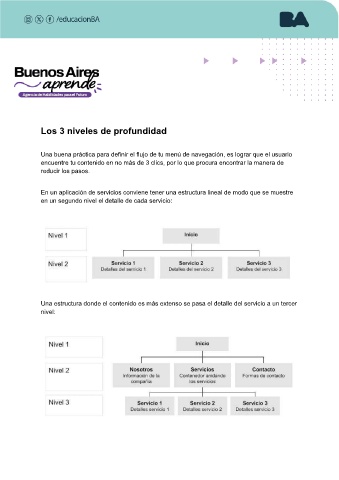 /educacionBA
BA
Buenos Aires
aprende
Agencia de Habilidades para el Futuro
Los 3 niveles de profundidad
Una buena práctica para definir el flujo de tu menú de navegación, es lograr que el usuario
encuentre tu contenido en no más de 3 clics, por lo que procura encontrar la manera de
reducir los pasos.
En un aplicación de servicios conviene tener una estructura lineal de modo que se muestre
en un segundo nivel el detalle de cada servicio:
Nivel 1
Inicio
Nivel 2
Servicio 1
Detalles del servicio 1
Servicio 2
Detalles del servicio 2
Servicio 3
Detalles del servicio 3
Una estructura donde el contenido es más extenso se pasa el detalle del servicio a un tercer
nivel:
Nivel 1
Inicio
Nivel 2
Nosotros
Información de la
compañía
Servicios
Contenedor anidando
los servicios
Contacto
Formas de contacto
Nivel 3
Servicio 1
Detalles servicio 1
Servicio 2
Detalles servicio 2
Servicio 3
Detalles servicio 3